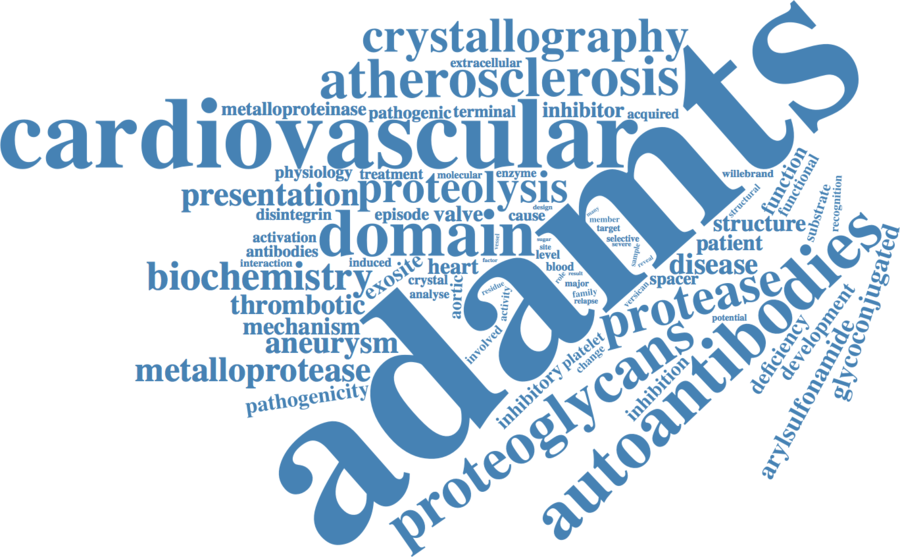 crystallography
extracellular
atherosclerosis
metalloproteinase
pathogenic
terminal
inhibitor
acquired
cardiovascular
adamts
physiology
treatment
molecular
enzyme
willebrand
presentation
proteolysis
disintegrin
episode
valve
cause
design
many
member
target
selective
severe
structural
function
functional
substrate
recognition
structure
patient
disease
spacer
activation
antibodies
interaction
domain
vessel
sugar
site
level
blood
factor
induced
heart
exosite
biochemistry
crystal
analyse
aortic
residue
activity
role
result
major
family
relapse
sample
reveal
versican
thrombotic
mechanism
aneurysm
metalloprotease
pathogenicity
involved
inhibitory
platelet
change
protease
potential
proteoglycans
inhibition
autoantibodies
deficiency
development
arylsulfonamide
glycoconjugated